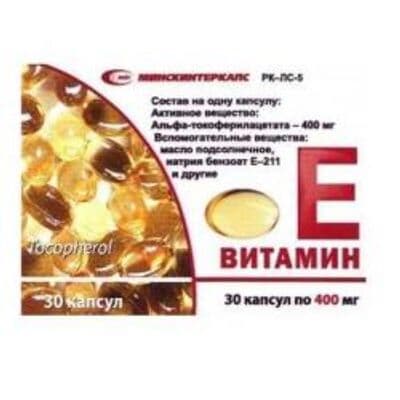 МИНСКИНТЕРКАПС РК-ЛС-5
Состав на одну капсулу:
Активное вещество:
Альфа-токоферилацетата – 400 мг
Вспомогательные вещества:
масло подсолнечное,
натрия бензоат Е-211
и другие
Tocopherol
Е
ВИТАМИН
30 капсул
30 капсул по 400 мг